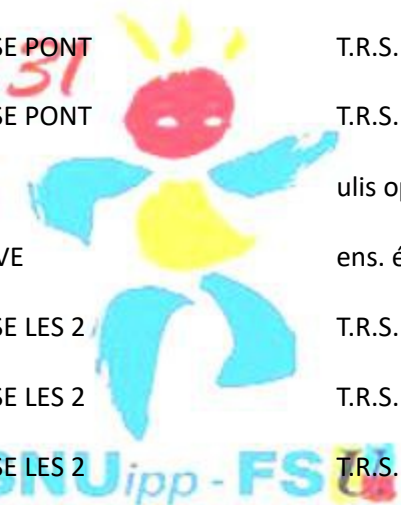 SE PONT T.R.S.
31
SE PONT T.R.S.
ulis op
VE ens. é
SE LES 2 T.R.S.
SE LES 2 T.R.S.
SE LES 2 T.R.S.
SNUipp - FSU